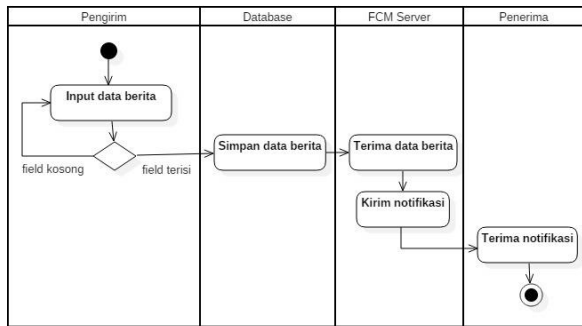 Pengirim
Database
FCM Server
Penerima
Input data berita
field kosong
field terisi
Simpan data berita
Terima data berita
Kirim notifikasi
Terima notifikasi